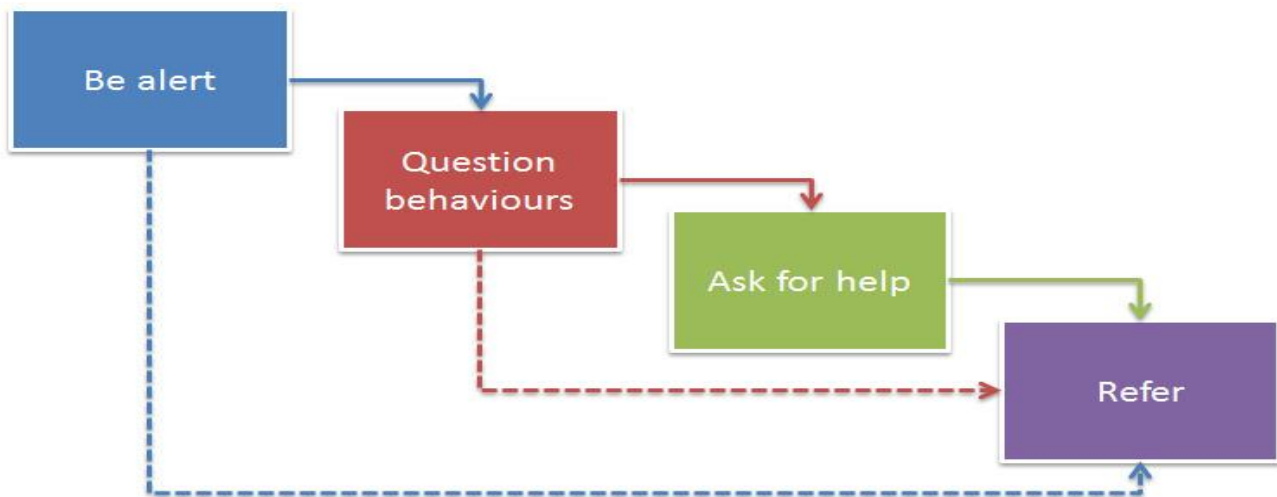 Be alert
Question
behaviours
Ask for help
Refer